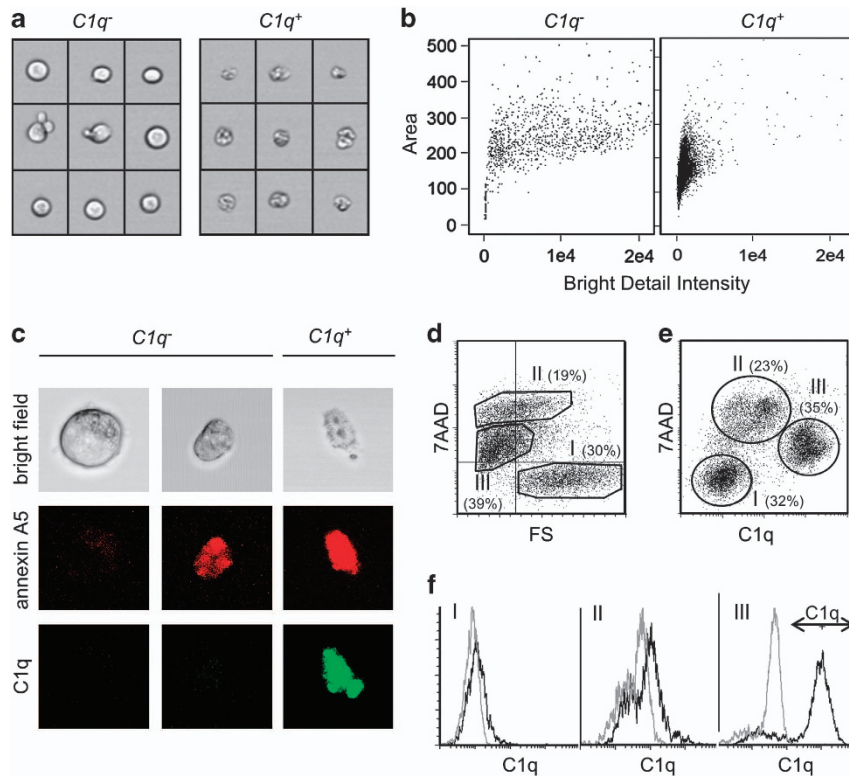 a
C1q-
C1q+
b
C1q-
C1q+
500
400
300
200
100
0
Area
0 1e4 2e4
0 1e4 2e4
Bright Detail Intensity
c
C1q-
C1q+
bright field
annexin A5
C1q
d
7AAD
II (19%)
I (30%)
III
(39%)
FS
e
7AAD
II (23%)
III
(35%)
I (32%)
C1q
f
I
II
III
C1q
+
C1q
C1q
C1q